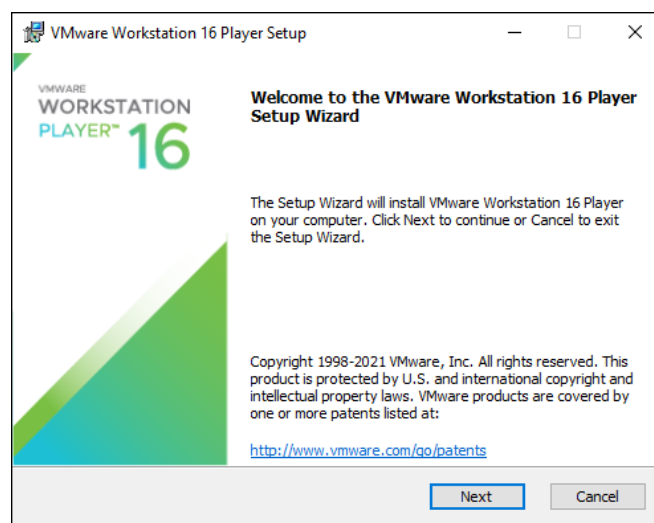 VMware Workstation 16 Player Setup
VMWARE
WORKSTATION
PLAYER™ 16
Welcome to the VMware Workstation 16 Player
Setup Wizard
The Setup Wizard will install VMware Workstation 16 Player
on your computer. Click Next to continue or Cancel to exit
the Setup Wizard.
Copyright 1998-2021 VMware, Inc. All rights reserved. This
product is protected by U.S. and international copyright and
intellectual property laws. VMware products are covered by
one or more patents listed at:
http://www.vmware.com/go/patents
Next
Cancel